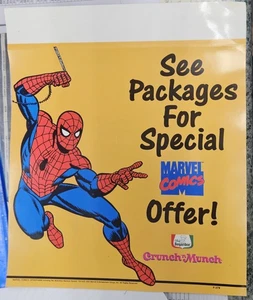 See
Packages
For
Special
MARVEL
COMICS
Offer!
Crunch'n Munch